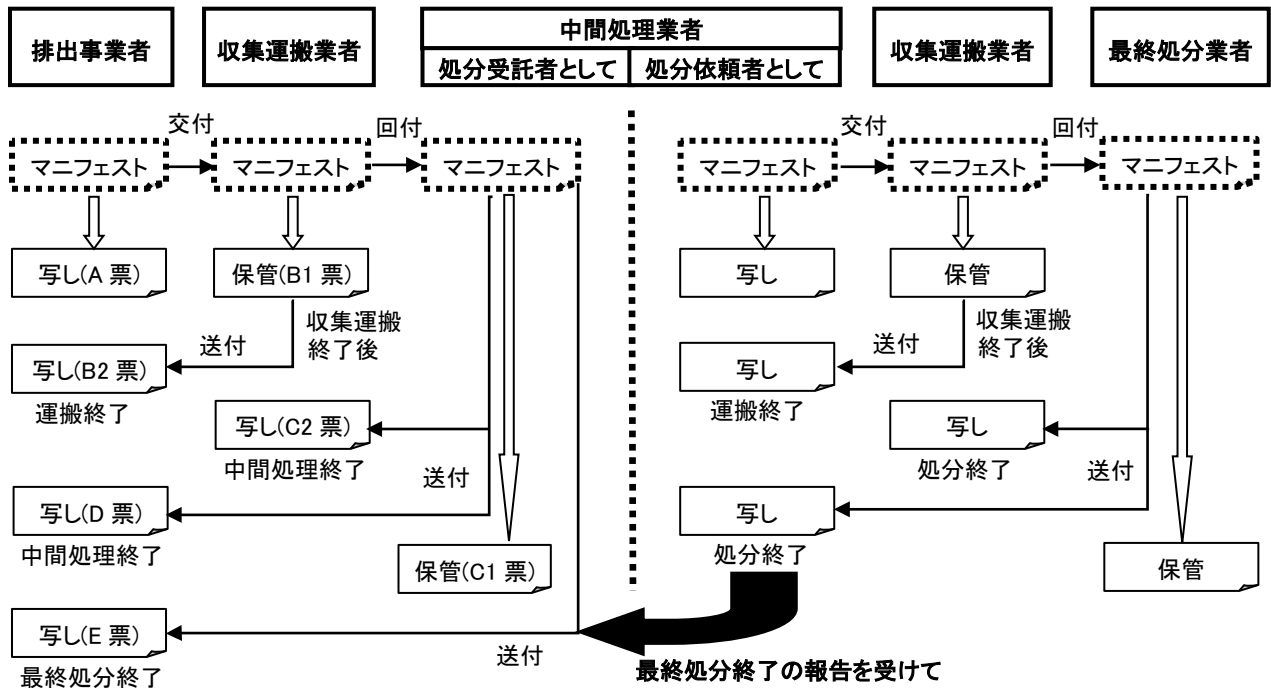 排出事業者
収集運搬業者
中間処理業者
処分受託者として
処分依頼者として
収集運搬業者
最終処分業者
交付
回付
交付
回付
マニフェスト
マニフェスト
マニフェスト
マニフェスト
マニフェスト
マニフェスト
写し(A 票)
保管(B1 票)
写し
保管
収集運搬
終了後
収集運搬
終了後
送付
送付
写し(B2 票)
運搬終了
写し
運搬終了
写し(C2 票)
中間処理終了
写し
処分終了
送付
送付
写し(D 票)
中間処理終了
写し
処分終了
保管(C1 票)
保管
写し(E 票)
最終処分終了
送付
最終処分終了の報告を受けて